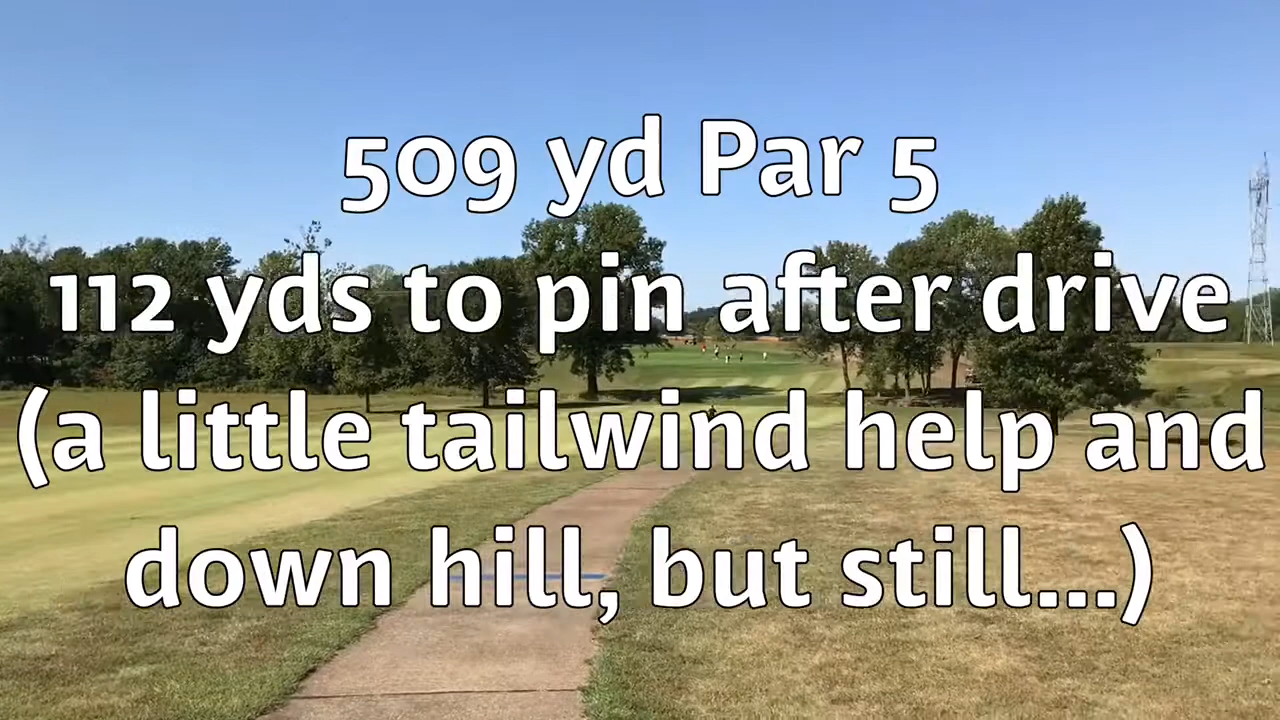 509 yd Par 5
112 yds to pin after drive
(a little tailwind help and
down hill, but still...)